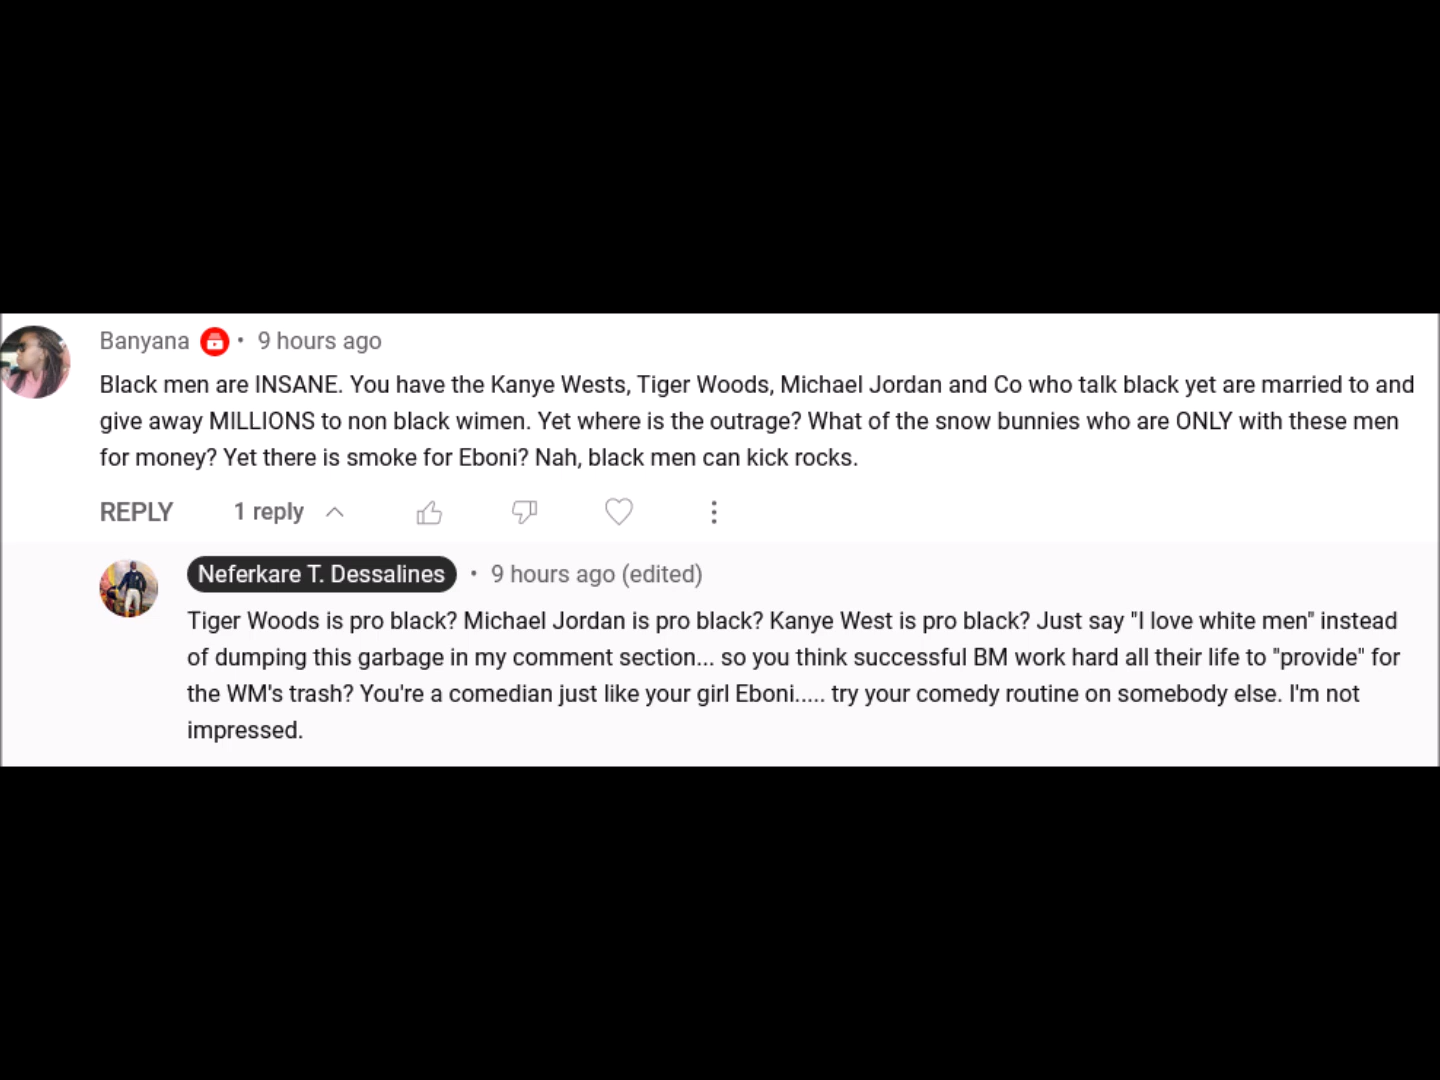 Banyana • 9 hours ago
Black men are INSANE. You have the Kanye Wests, Tiger Woods, Michael Jordan and Co who talk black yet are married to and
give away MILLIONS to non black wimen. Yet where is the outrage? What of the snow bunnies who are ONLY with these men
for money? Yet there is smoke for Eboni? Nah, black men can kick rocks.
REPLY 1 reply
Neferkare T. Dessalines • 9 hours ago (edited)
Tiger Woods is pro black? Michael Jordan is pro black? Kanye West is pro black? Just say "I love white men" instead
of dumping this garbage in my comment section... so you think successful BM work hard all their life to "provide" for
the WM's trash? You're a comedian just like your girl Eboni..... try your comedy routine on somebody else. I'm not
impressed.